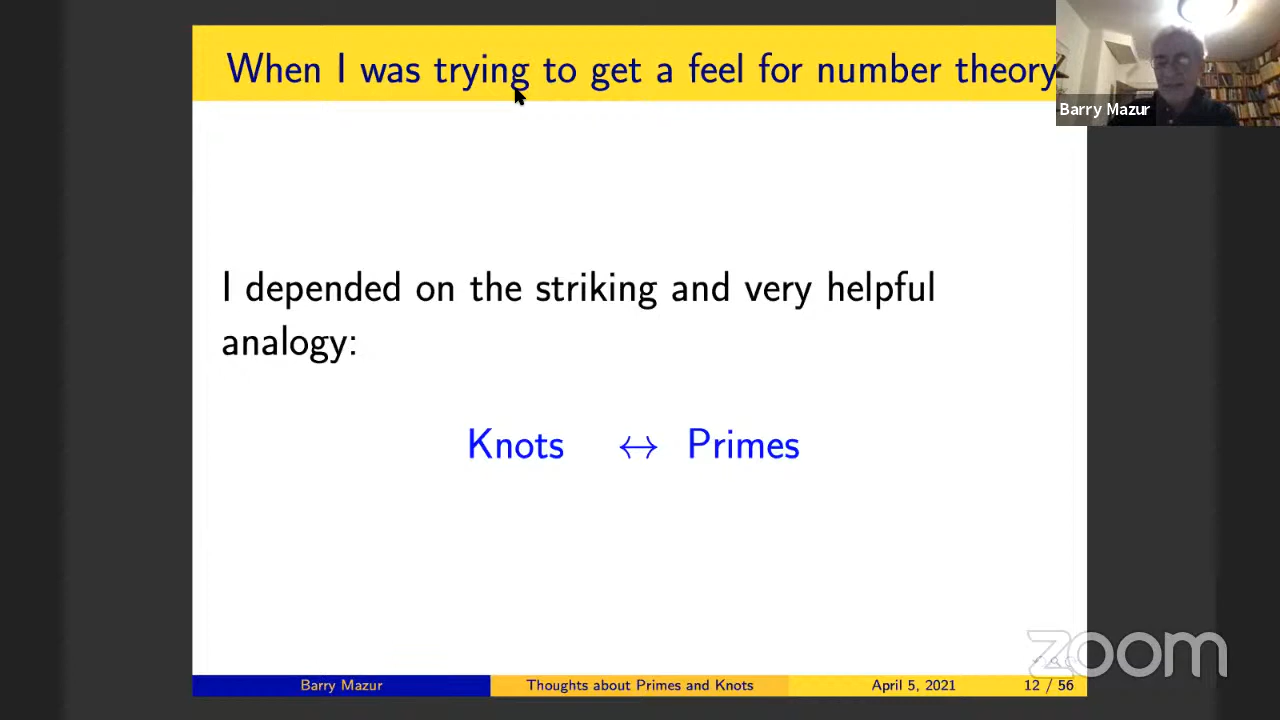 When I was trying to get a feel for number theory
Barry Mazur
I depended on the striking and very helpful
analogy:
Knots ↔ Primes
zoom
Barry Mazur Thoughts about Primes and Knots April 5, 2021 12 / 56